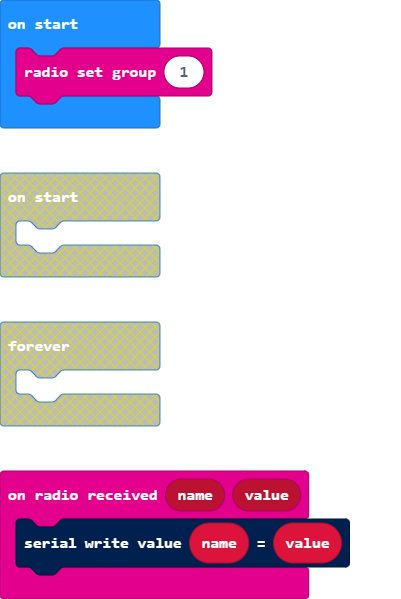 on start
radio set group 1
on start
forever
on radio received name value
serial write value name = value